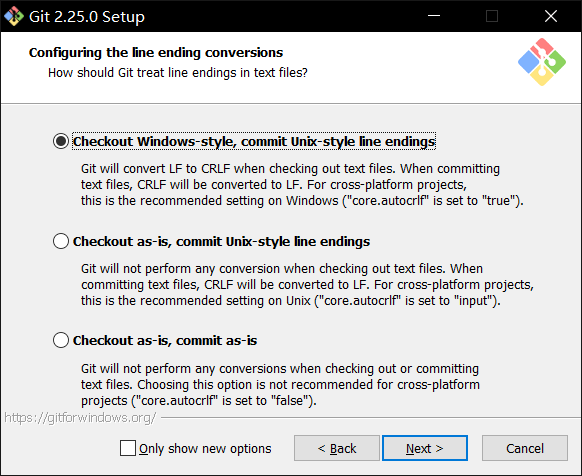 Git 2.25.0 Setup
Configuring the line ending conversions
How should Git treat line endings in text files?
Checkout Windows-style, commit Unix-style line endings
Git will convert LF to CRLF when checking out text files. When committing
text files, CRLF will be converted to LF. For cross-platform projects,
this is the recommended setting on Windows ("core.autocrlf" is set to "true").
Checkout as-is, commit Unix-style line endings
Git will not perform any conversion when checking out text files. When
committing text files, CRLF will be converted to LF. For cross-platform projects,
this is the recommended setting on Unix ("core.autocrlf" is set to "input").
Checkout as-is, commit as-is
Git will not perform any conversions when checking out or committing
text files. Choosing this option is not recommended for cross-platform
projects ("core.autocrlf" is set to "false").
https://gitforwindows.org/
Only show new options
< Back
Next >
Cancel